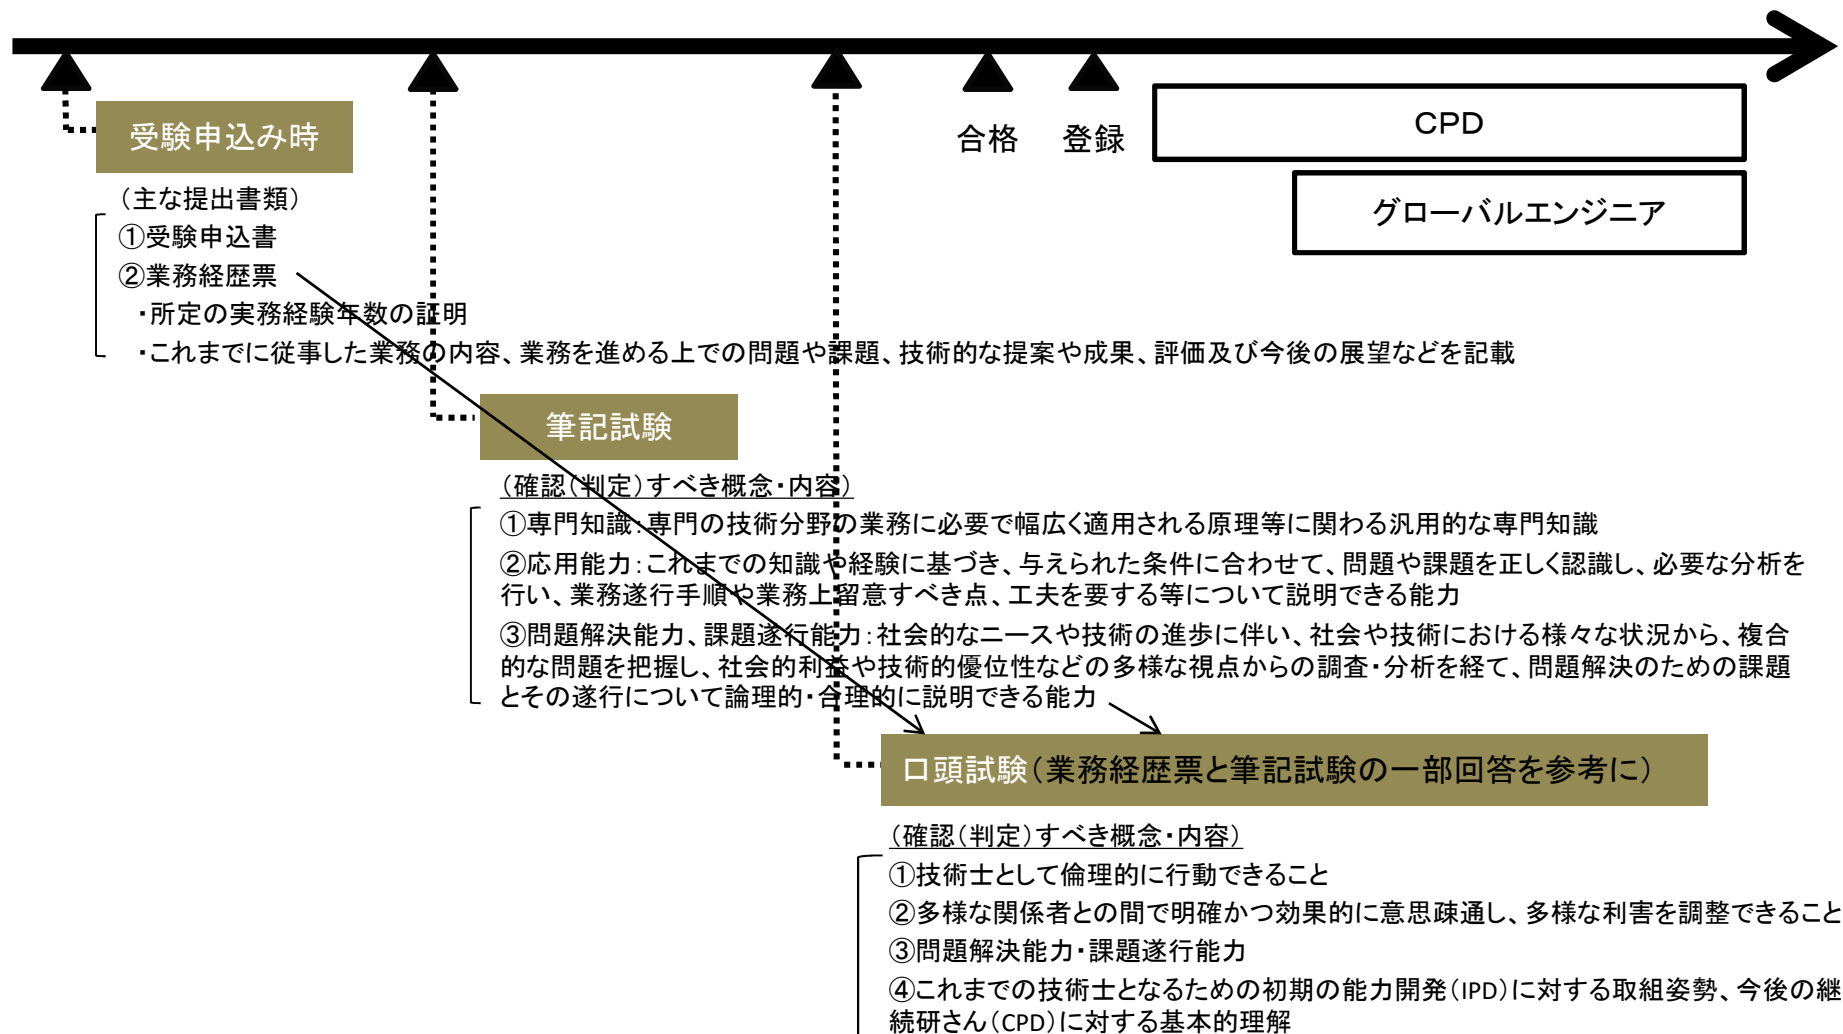 受験申込み時
合格
登録
CPD
グローバルエンジニア
（主な提出書類）
①受験申込書
②業務経歴票
・所定の実務経験年数の証明
・これまでに従事した業務の内容、業務を進める上での問題や課題、技術的な提案や成果、評価及び今後の展望などを記載
筆記試験
（確認（判定）すべき概念・内容）
①専門知識：専門の技術分野の業務に必要で幅広く適用される原理等に関わる汎用的な専門知識
②応用能力：これまでの知識や経験に基づき、与えられた条件に合わせて、問題や課題を正しく認識し、必要な分析を
行い、業務遂行手順や業務上留意すべき点、工夫を要する等について説明できる能力
③問題解決能力、課題遂行能力：社会的なニースや技術の進歩に伴い、社会や技術における様々な状況から、複合
的な問題を把握し、社会的利益や技術的優位性などの多様な視点からの調査・分析を経て、問題解決のための課題
とその遂行について論理的・合理的に説明できる能力
口頭試験（業務経歴票と筆記試験の一部回答を参考に）
（確認（判定）すべき概念・内容）
①技術士として倫理的に行動できること
②多様な関係者との間で明確かつ効果的に意思疎通し、多様な利害を調整できること
③問題解決能力・課題遂行能力
④これまでの技術士となるための初期の能力開発（IPD）に対する取組姿勢、今後の継
続研さん（CPD）に対する基本的理解